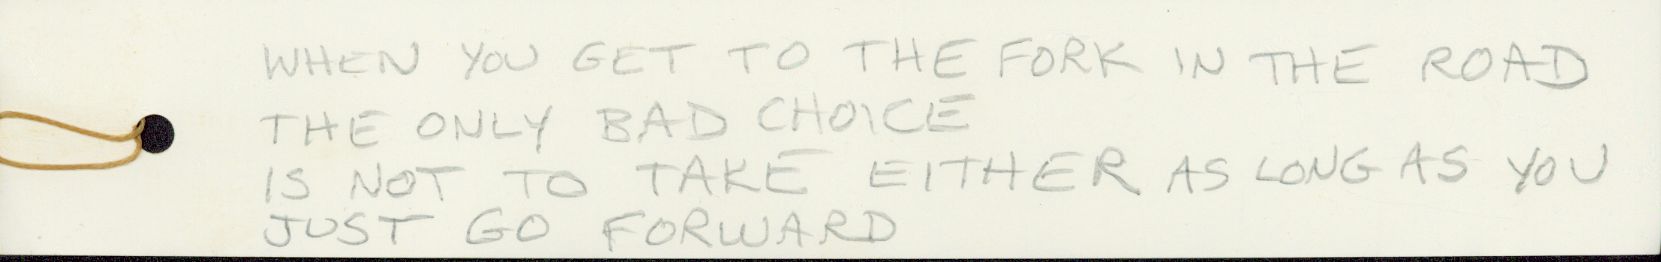 WHEN YOU GET TO THE FORK IN THE ROAD
THE ONLY BAD CHOICE
IS NOT TO TAKE EITHER AS LONG AS YOU
JUST GO FORWARD